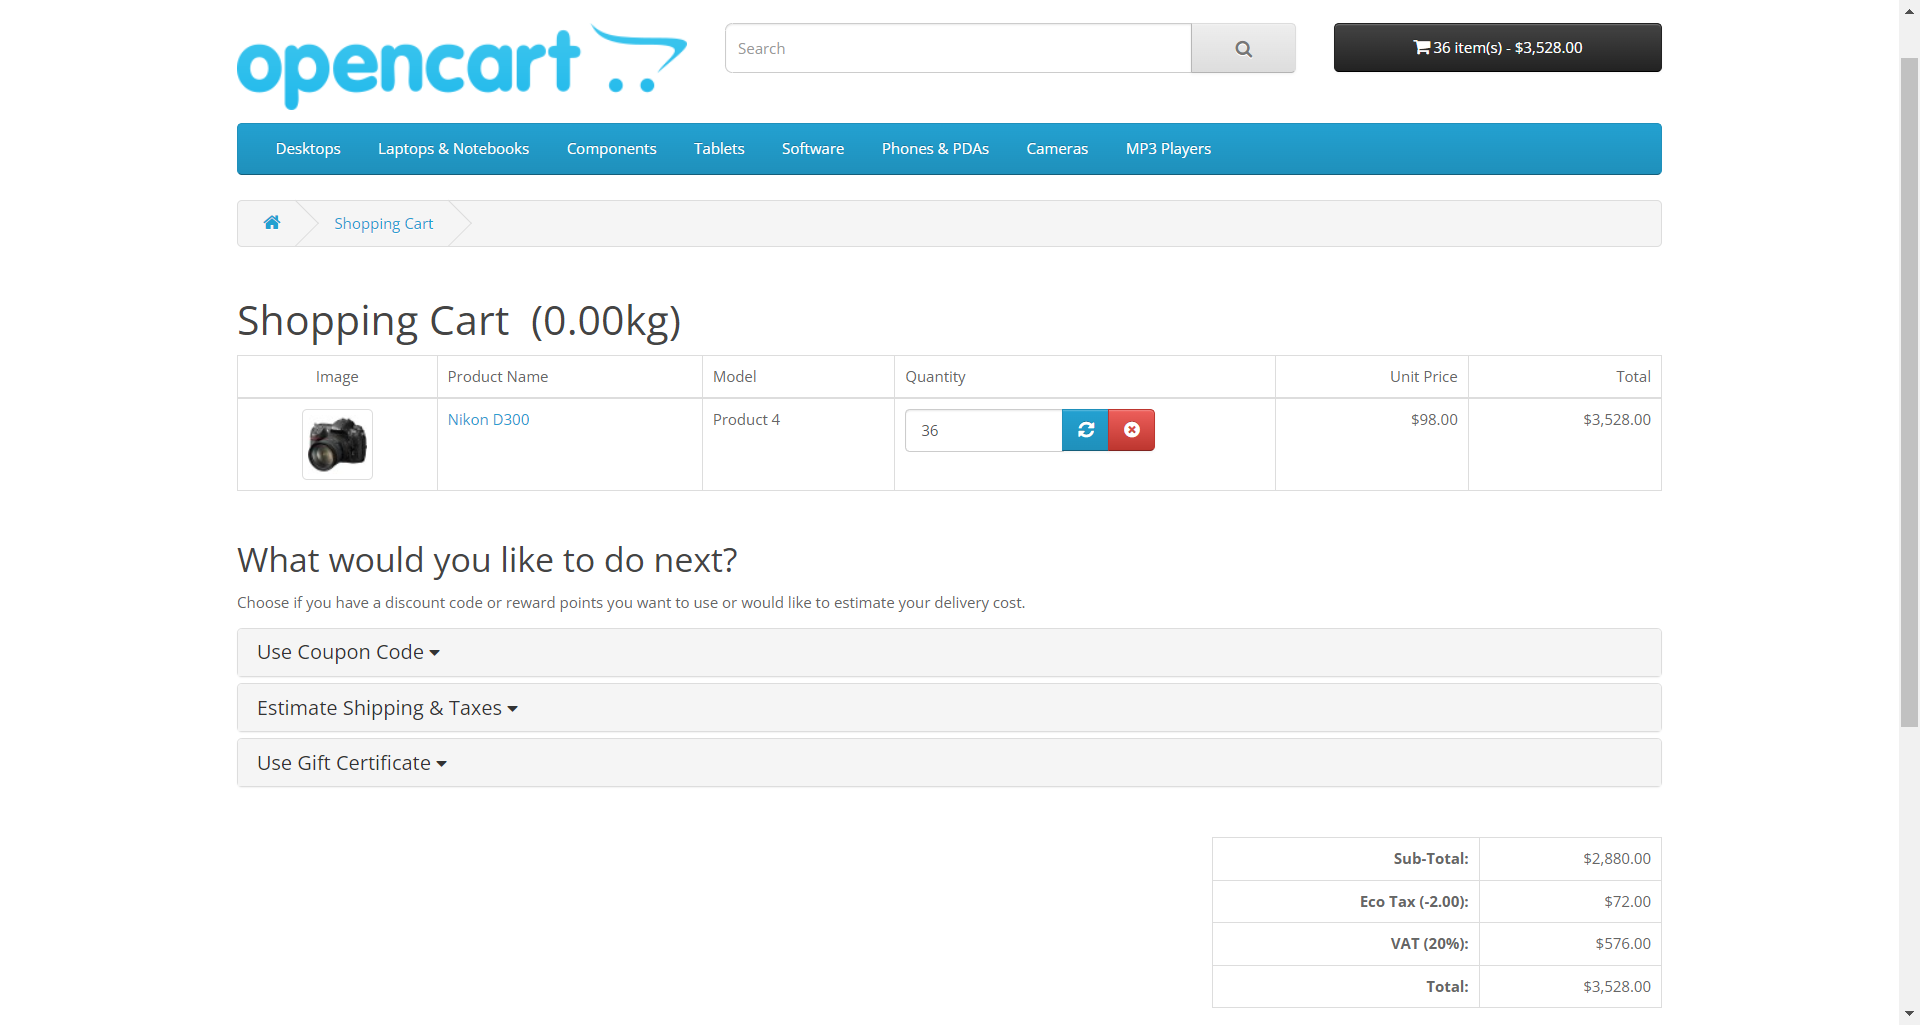 opencart
Search
36 item(s) - $3,528.00
Desktops Laptops & Notebooks Components Tablets Software Phones & PDAs Cameras MP3 Players
Shopping Cart
Shopping Cart (0.00kg)
Image Product Name Model Quantity Unit Price Total
Nikon D300 Product 4 36 $98.00 $3,528.00
What would you like to do next?
Choose if you have a discount code or reward points you want to use or would like to estimate your delivery cost.
Use Coupon Code
Estimate Shipping & Taxes
Use Gift Certificate
Sub-Total: $2,880.00
Eco Tax (-2.00): $72.00
VAT (20%): $576.00
Total: $3,528.00